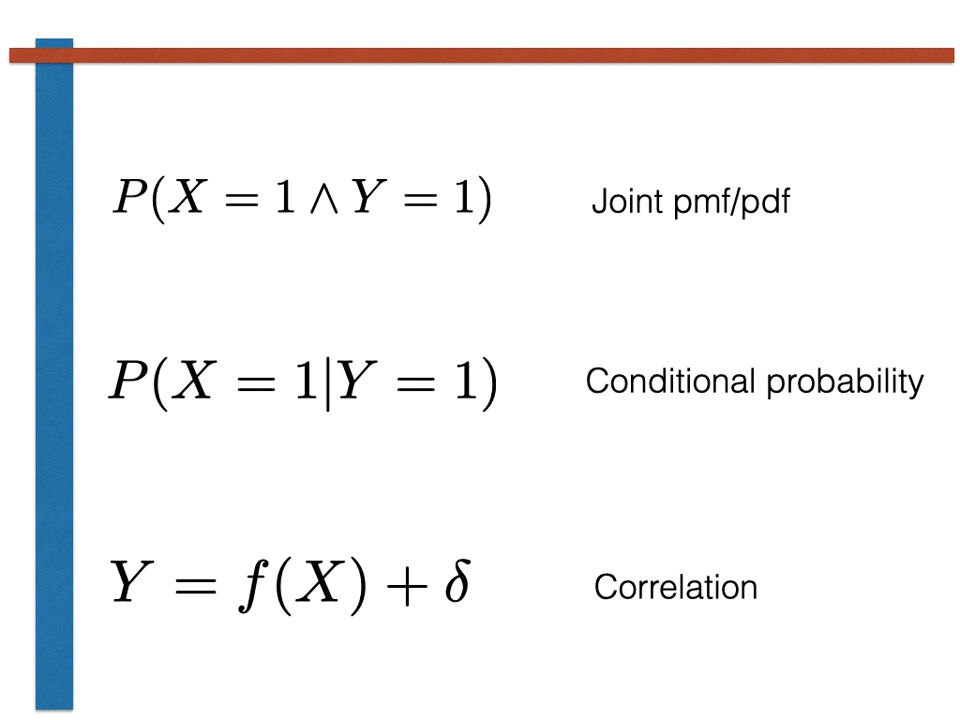 P(X = 1 ∧ Y = 1) Joint pmf/pdf
P(X = 1|Y = 1) Conditional probability
Y = f(X) + δ Correlation